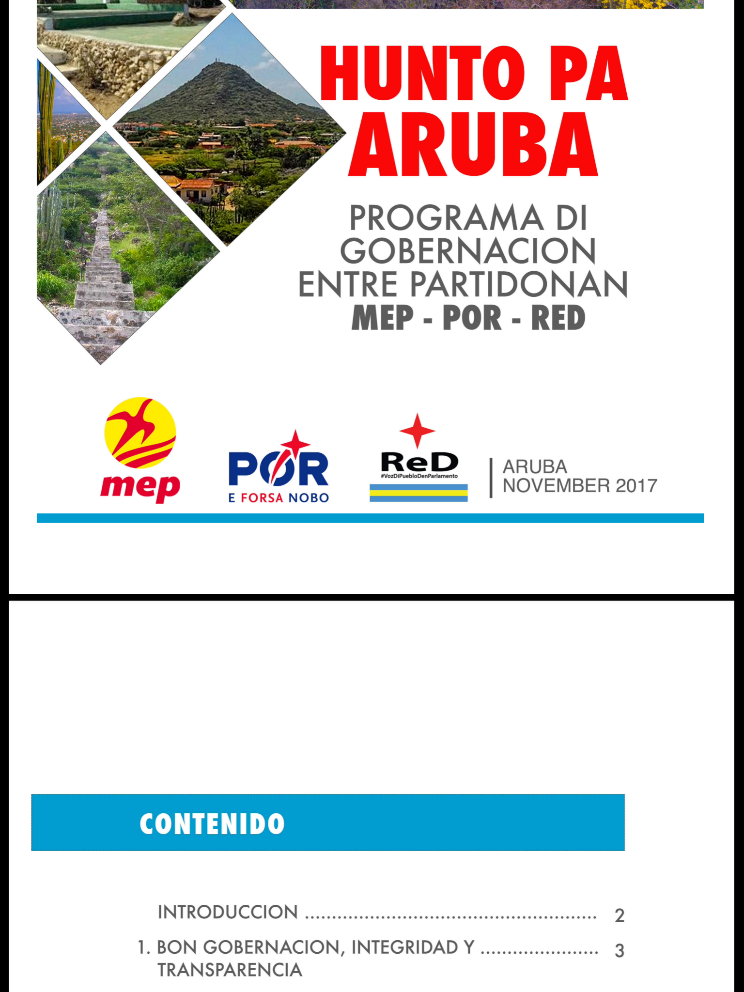 HUNTO PA
ARUBA
PROGRAMA DI
GOBERNACION
ENTRE PARTIDONAN
MEP - POR - RED
mep
POR
E FORSA NOBO
ReD
#VozDiPuebloDenParlamento
ARUBA
NOVEMBER 2017
CONTENIDO
INTRODUCCION ...................................................... 2
1. BON GOBERNACION, INTEGRIDAD Y ...................... 3
TRANSPARENCIA